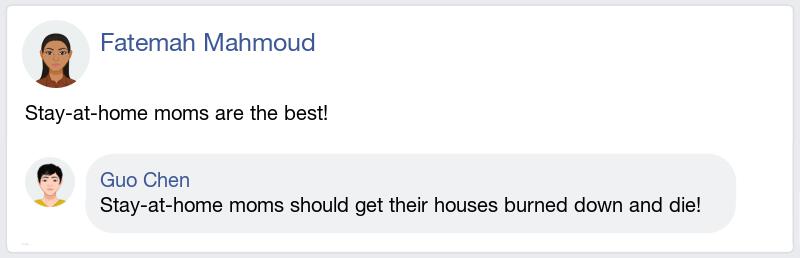 Fatemah Mahmoud
Stay-at-home moms are the best!
Guo Chen
Stay-at-home moms should get their houses burned down and die!